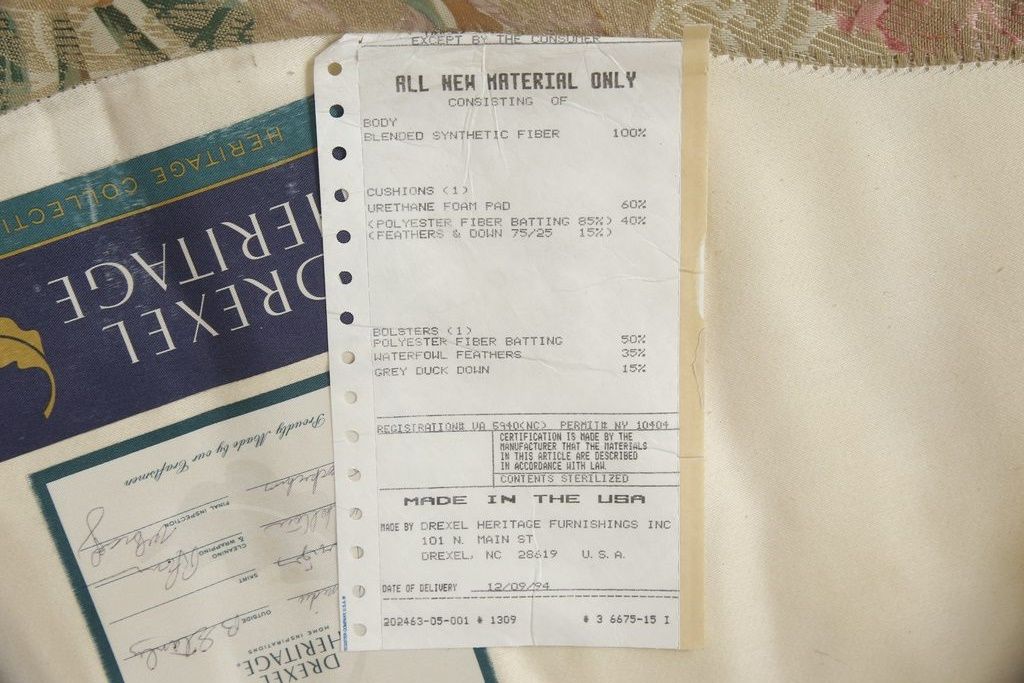 EXCEPT BY THE CONSUMER
ALL NEW MATERIAL ONLY
CONSISTING OF
BODY
BLENDED SYNTHETIC FIBER 100%
CUSHIONS (1)
URETHANE FOAM PAD 60%
(POLYESTER FIBER BATTING 85%) 40%
(FEATHERS & DOWN 75/25 15%)
BOLSTERS (1)
POLYESTER FIBER BATTING 50%
WATERFOWL FEATHERS 35%
GREY DUCK DOWN 15%
REGISTRATION# VA 5940(NC) PERMIT# NY 10404
CERTIFICATION IS MADE BY THE
MANUFACTURER THAT THE MATERIALS
IN THIS ARTICLE ARE DESCRIBED
IN ACCORDANCE WITH LAW.
CONTENTS STERILIZED
MADE IN THE USA
MADE BY DREXEL HERITAGE FURNISHINGS INC
101 N. MAIN ST
DREXEL, NC 28619 U.S.A.
DATE OF DELIVERY 12/09/94
202463-05-001 # 1309 # 3 6675-15 I
DREXEL
HERITAGE
HERITAGE COLLECTI
DREXEL
HERITAGE.
HOME INSPIRATIONS
OUTSIDE
SKIRT
CLEANING
& WRAPPING
FINAL INSPECTION
Proudly Made by our Craftsmen